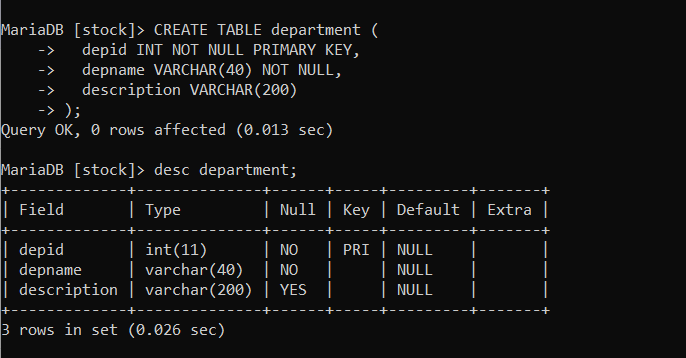 MariaDB [stock]> CREATE TABLE department (
    ->   depid INT NOT NULL PRIMARY KEY,
    ->   depname VARCHAR(40) NOT NULL,
    ->   description VARCHAR(200)
    -> );
Query OK, 0 rows affected (0.013 sec)
MariaDB [stock]> desc department;
+-------------+--------------+------+-----+---------+-------+
| Field       | Type         | Null | Key | Default | Extra |
+-------------+--------------+------+-----+---------+-------+
| depid       | int(11)      | NO   | PRI | NULL    |       |
| depname     | varchar(40)  | NO   |     | NULL    |       |
| description | varchar(200) | YES  |     | NULL    |       |
+-------------+--------------+------+-----+---------+-------+
3 rows in set (0.026 sec)